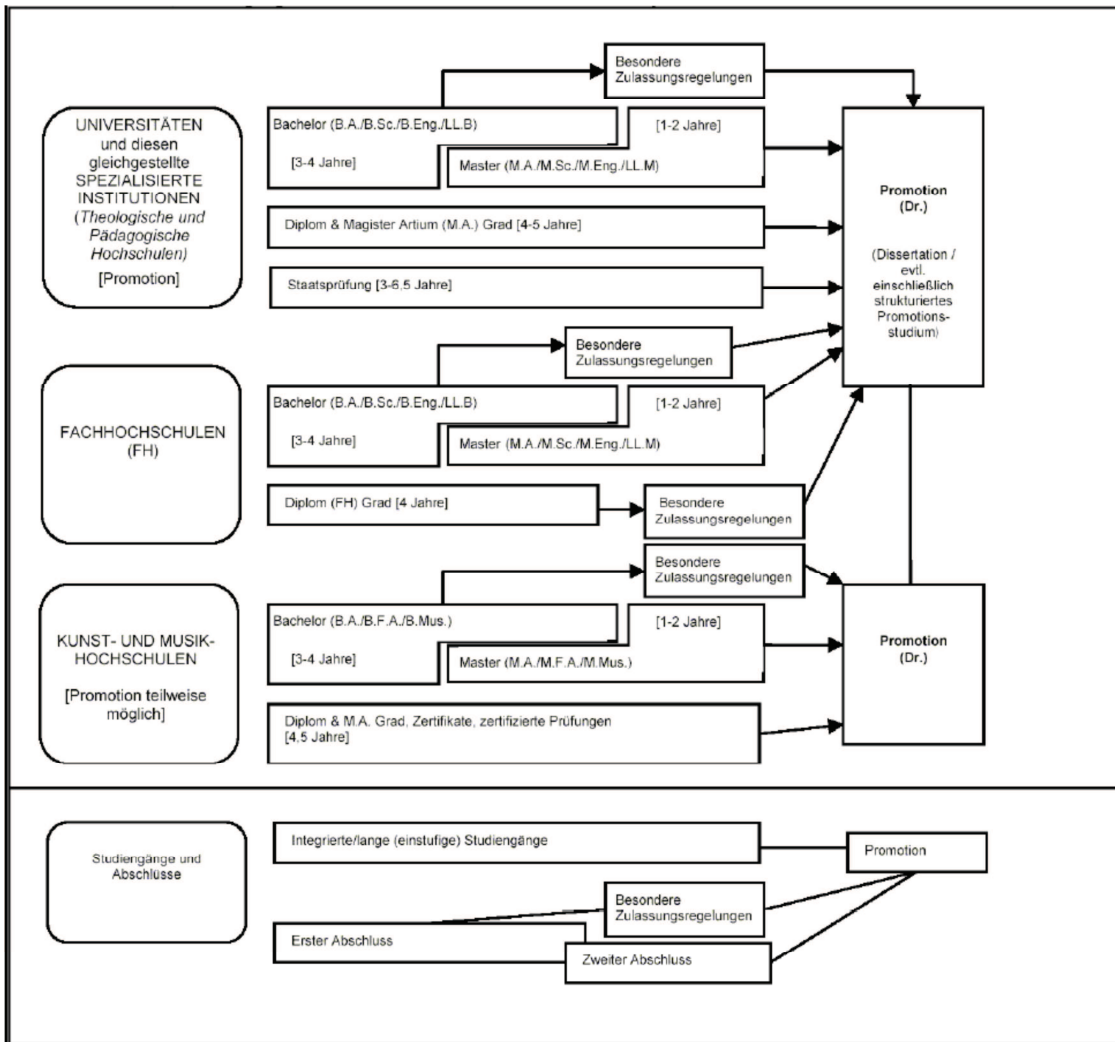 Besondere
Zulassungsregelungen
UNIVERSITÄTEN
und diesen
gleichgestellte
SPEZIALISIERTE
INSTITUTIONEN
(Theologische und
Pädagogische
Hochschulen)
[Promotion]
Bachelor (B.A./B.Sc./B.Eng./LL.B)
[3-4 Jahre]
[1-2 Jahre]
Master (M.A./M.Sc./M.Eng./LL.M)
Diplom & Magister Artium (M.A.) Grad [4-5 Jahre]
Staatsprüfung [3-6,5 Jahre]
Promotion
(Dr.)
(Dissertation /
evtl.
einschließlich
strukturiertes
Promotions-
studium)
Besondere
Zulassungsregelungen
FACHHOCHSCHULEN
(FH)
Bachelor (B.A./B.Sc./B.Eng./LL.B)
[3-4 Jahre]
[1-2 Jahre]
Master (M.A./M.Sc./M.Eng./LL.M)
Diplom (FH) Grad [4 Jahre]
Besondere
Zulassungsregelungen
Besondere
Zulassungsregelungen
KUNST- UND MUSIK-
HOCHSCHULEN
[Promotion teilweise
möglich]
Bachelor (B.A./B.F.A./B.Mus.)
[3-4 Jahre]
[1-2 Jahre]
Master (M.A./M.F.A./M.Mus.)
Diplom & M.A. Grad, Zertifikate, zertifizierte Prüfungen
[4,5 Jahre]
Promotion
(Dr.)
Studiengänge und
Abschlüsse
Integrierte/lange (einstufige) Studiengänge
Promotion
Besondere
Zulassungsregelungen
Erster Abschluss
Zweiter Abschluss